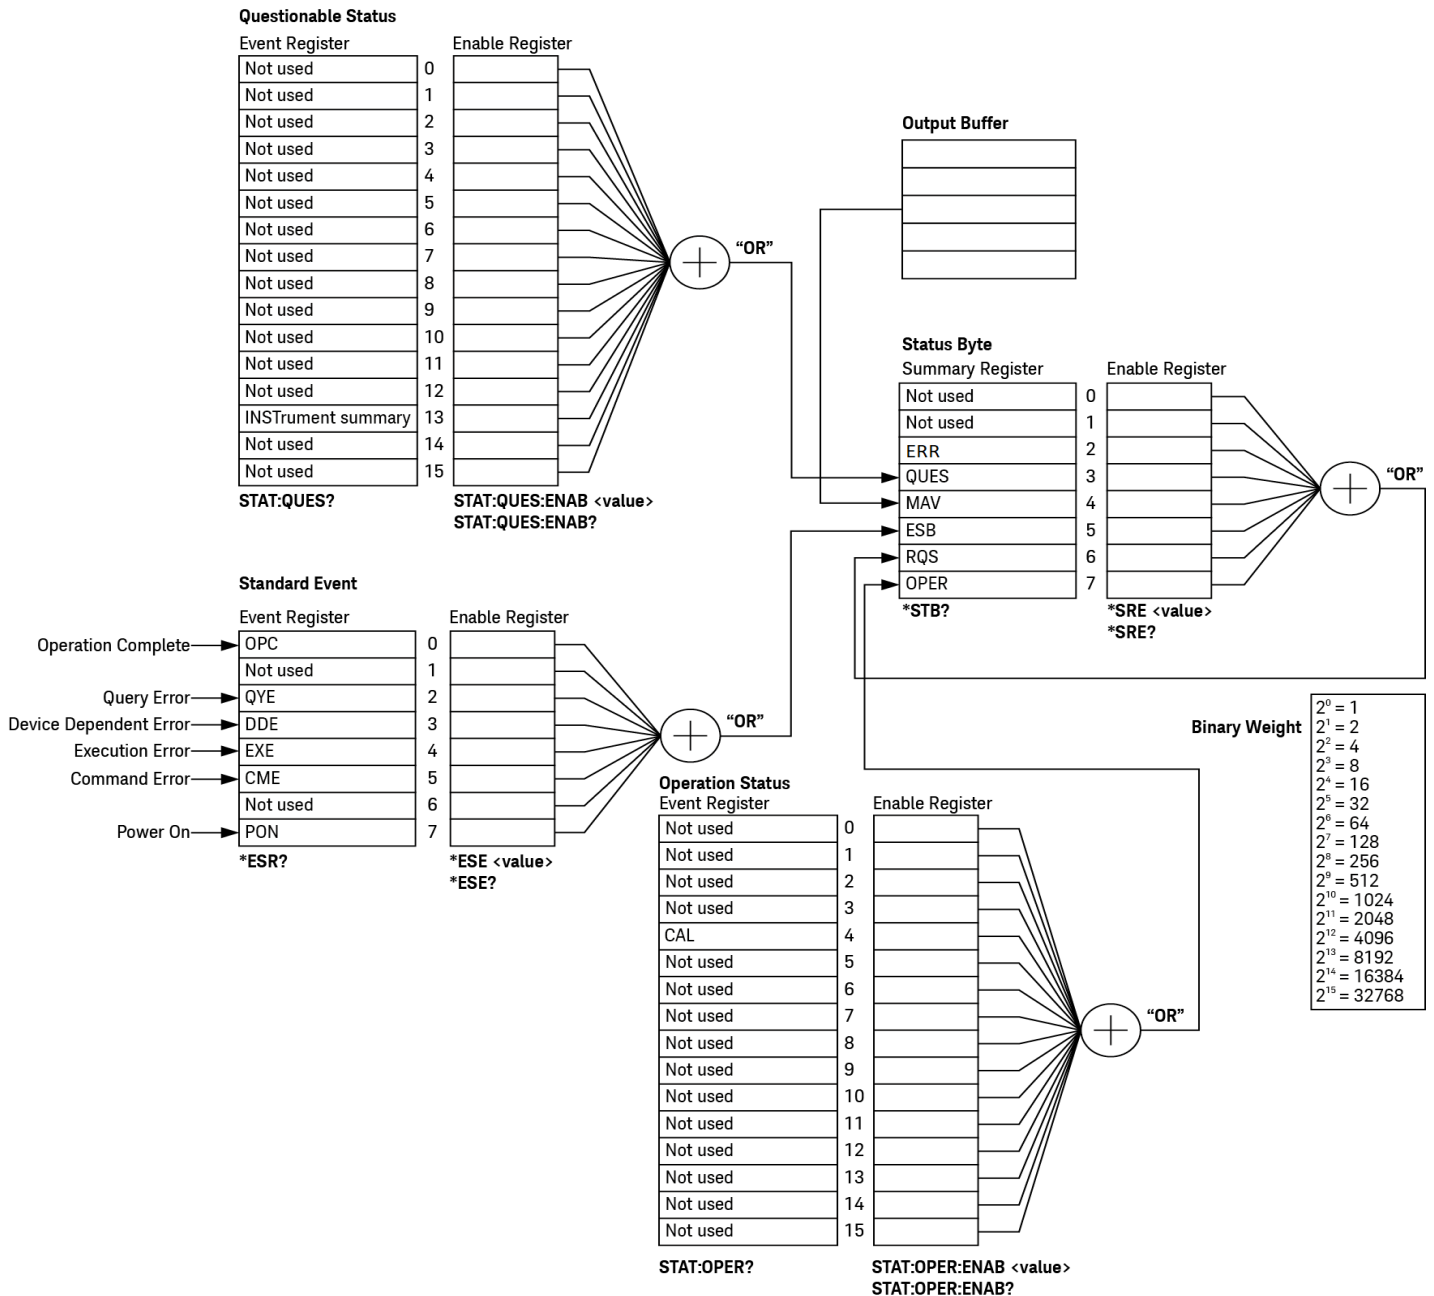 Questionable Status
Event Register Enable Register
Not used 0
Not used 1
Not used 2
Not used 3
Not used 4
Not used 5
Not used 6
Not used 7
Not used 8
Not used 9
Not used 10
Not used 11
Not used 12
INSTrument summary 13
Not used 14
Not used 15
STAT:QUES? STAT:QUES:ENAB <value>
STAT:QUES:ENAB?
"OR"
Output Buffer
Status Byte
Summary Register Enable Register
Not used 0
Not used 1
ERR 2
QUES 3
MAV 4
ESB 5
RQS 6
OPER 7
*STB? *SRE <value>
*SRE?
"OR"
Standard Event
Event Register Enable Register
Operation Complete OPC 0
Not used 1
Query Error QYE 2
Device Dependent Error DDE 3
Execution Error EXE 4
Command Error CME 5
Not used 6
Power On PON 7
*ESR? *ESE <value>
*ESE?
"OR"
Operation Status
Event Register Enable Register
Not used 0
Not used 1
Not used 2
Not used 3
CAL 4
Not used 5
Not used 6
Not used 7
Not used 8
Not used 9
Not used 10
Not used 11
Not used 12
Not used 13
Not used 14
Not used 15
STAT:OPER? STAT:OPER:ENAB <value>
STAT:OPER:ENAB?
"OR"
Binary Weight
2⁰ = 1
2¹ = 2
2² = 4
2³ = 8
2⁴ = 16
2⁵ = 32
2⁶ = 64
2⁷ = 128
2⁸ = 256
2⁹ = 512
2¹⁰ = 1024
2¹¹ = 2048
2¹² = 4096
2¹³ = 8192
2¹⁴ = 16384
2¹⁵ = 32768